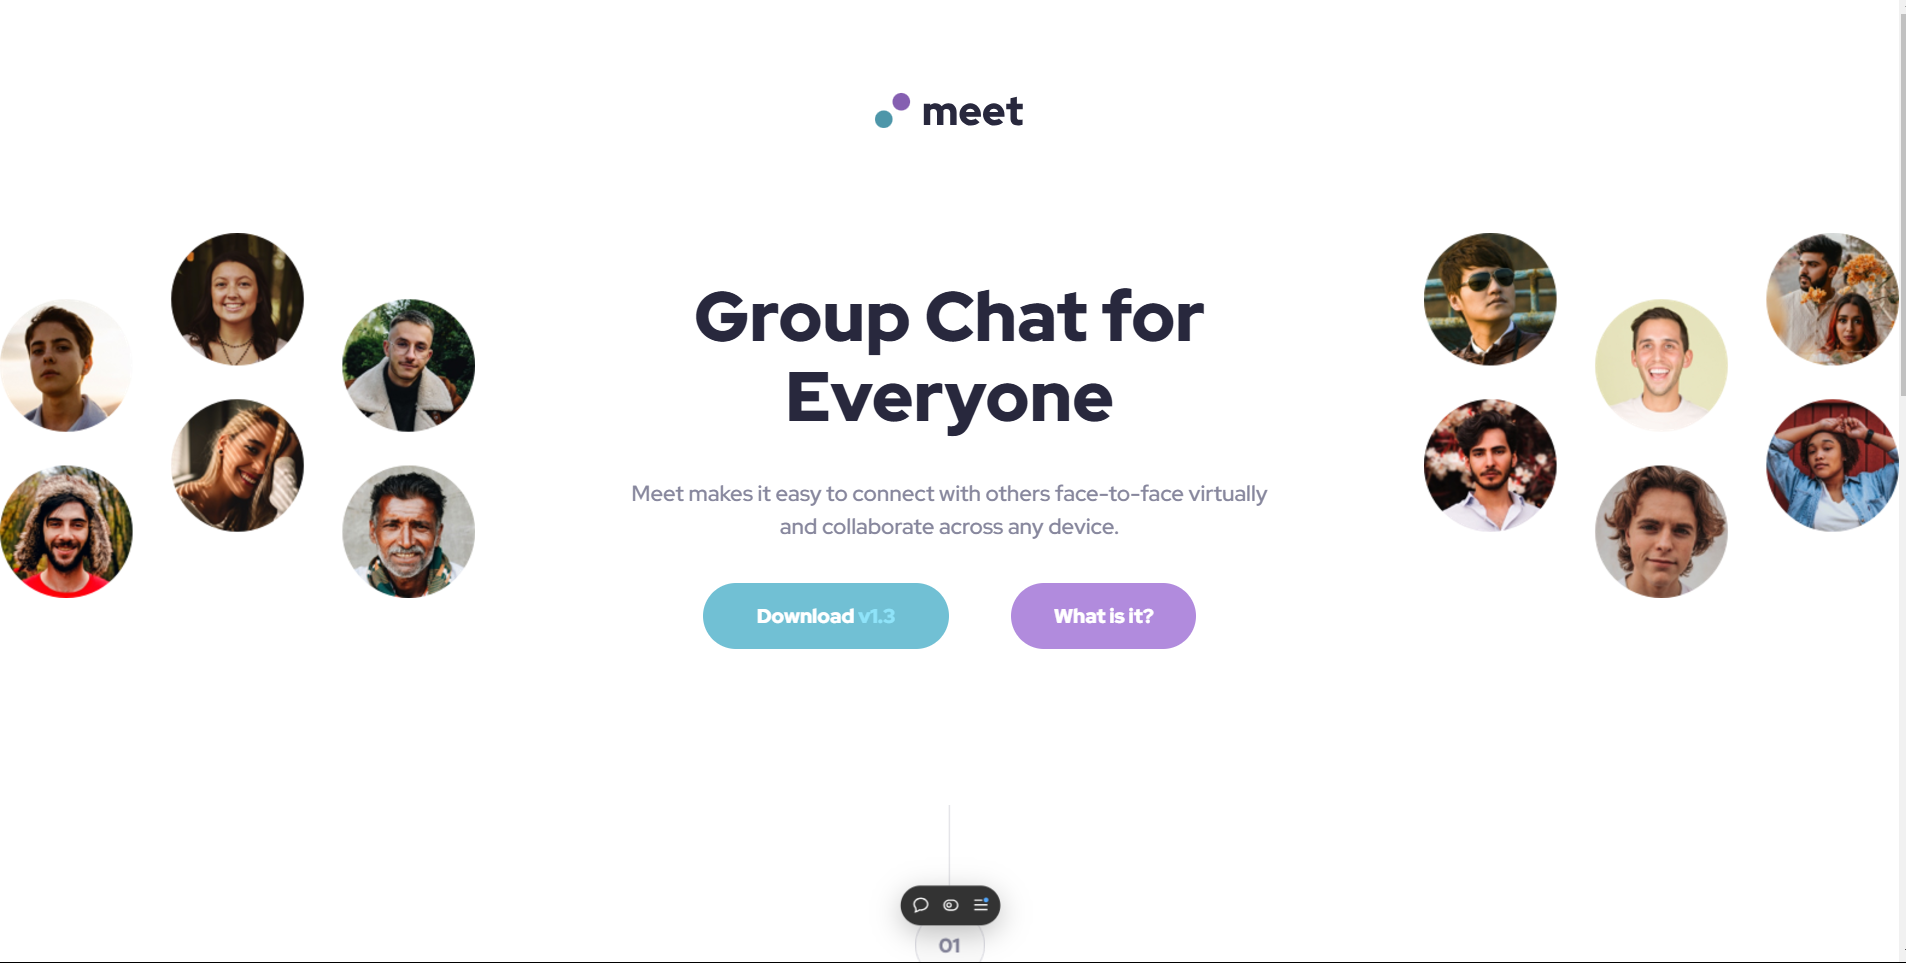 meet
Group Chat for
Everyone
Meet makes it easy to connect with others face-to-face virtually
and collaborate across any device.
Download v1.3
What is it?
01